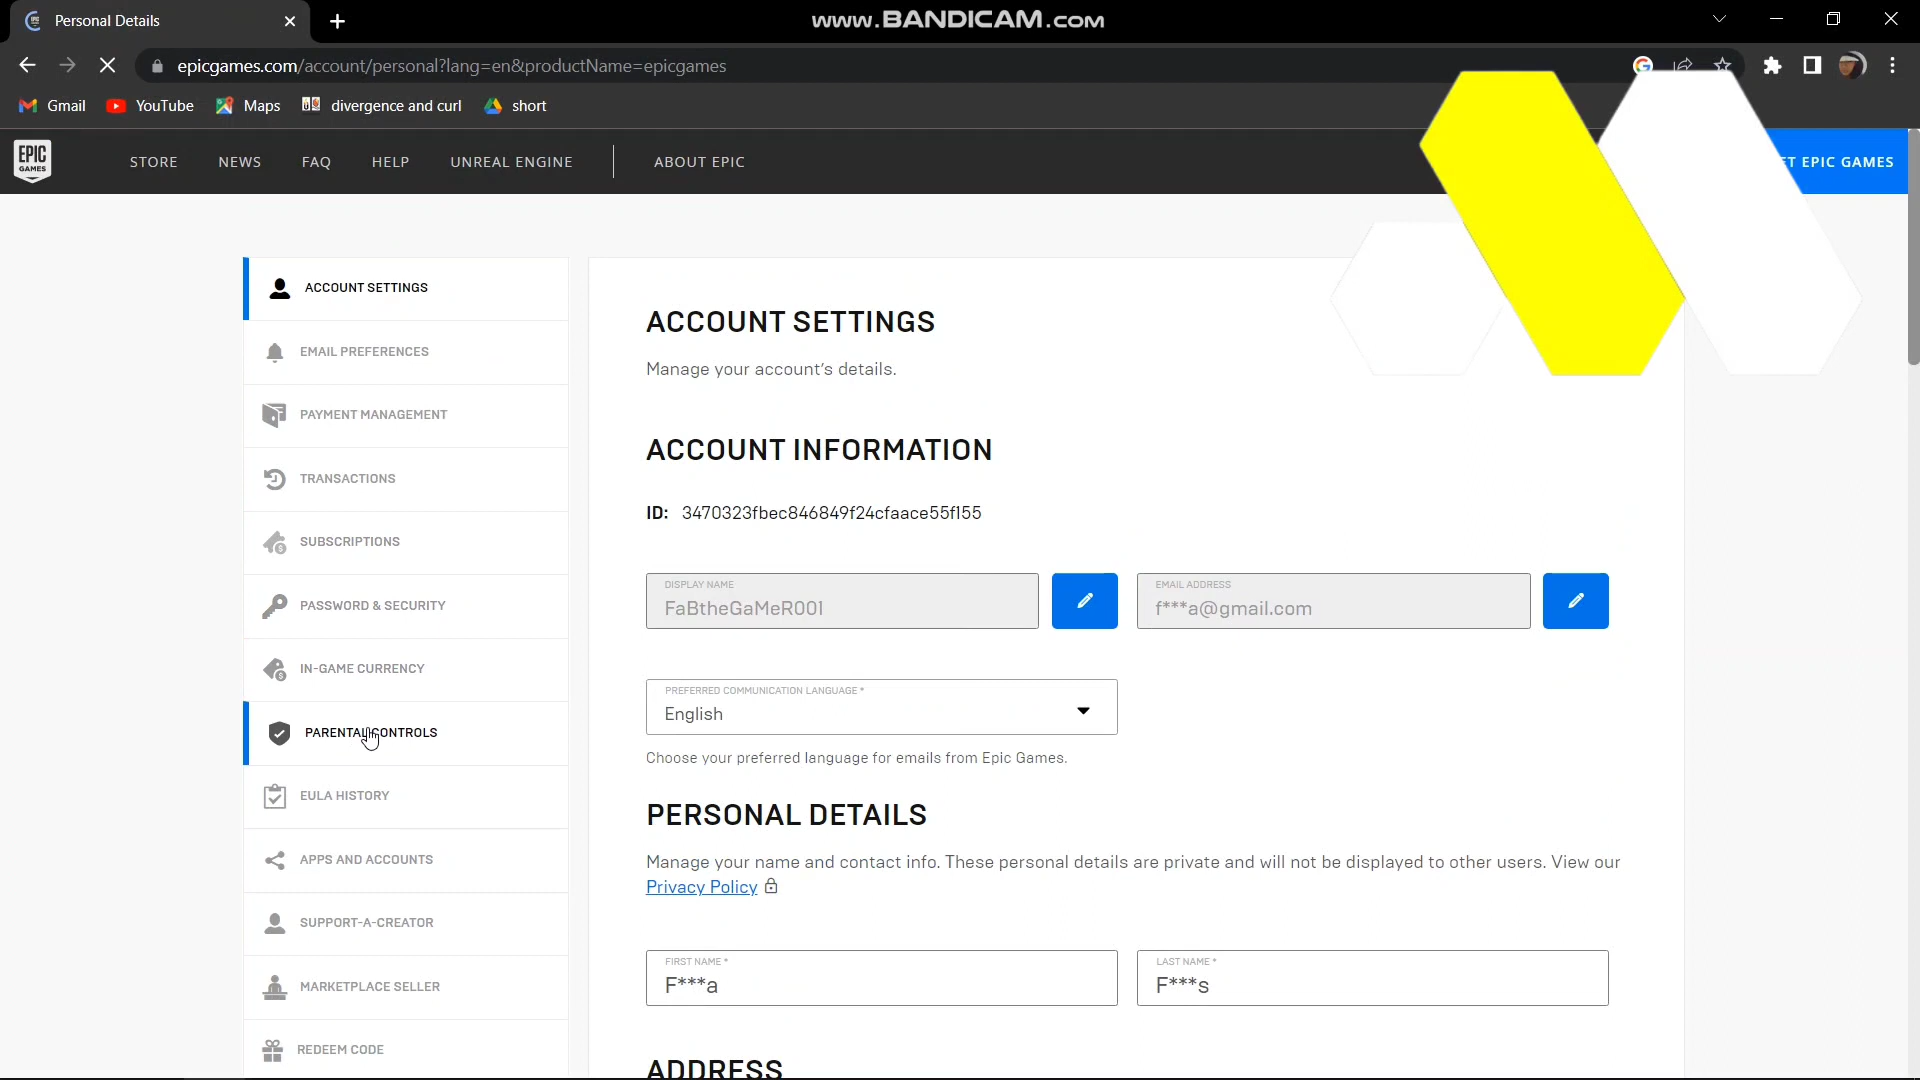 Personal Details
www.BANDICAM.com
epicgames.com/account/personal?lang=en&productName=epicgames
Gmail
YouTube
Maps
divergence and curl
short
EPIC
GAMES
STORE
NEWS
FAQ
HELP
UNREAL ENGINE
ABOUT EPIC
ET EPIC GAMES
ACCOUNT SETTINGS
EMAIL PREFERENCES
PAYMENT MANAGEMENT
TRANSACTIONS
SUBSCRIPTIONS
PASSWORD & SECURITY
IN-GAME CURRENCY
PARENTAL CONTROLS
EULA HISTORY
APPS AND ACCOUNTS
SUPPORT-A-CREATOR
MARKETPLACE SELLER
REDEEM CODE
ACCOUNT SETTINGS
Manage your account's details.
ACCOUNT INFORMATION
ID: 3470323fbec846849f24cfaace55f155
DISPLAY NAME
FaBtheGaMeR001
EMAIL ADDRESS
f***a@gmail.com
PREFERRED COMMUNICATION LANGUAGE *
English
Choose your preferred language for emails from Epic Games.
PERSONAL DETAILS
Manage your name and contact info. These personal details are private and will not be displayed to other users. View our
Privacy Policy
FIRST NAME *
F***a
LAST NAME *
F***s
ADDRESS